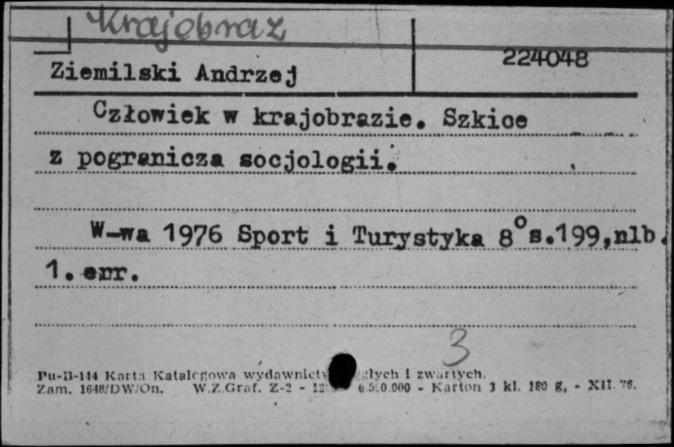 Krajobraz
224048
Ziemilski Andrzej
Człowiek w krajobrazie. Szkice
z pogranicza socjologii.
W-wa 1976 Sport i Turystyka 8° s.199,nlb.
1. err.
3
Pu-B-114 Karta Katalogowa i zwartych.
Zam. 1648/DW/On. W.Z.Graf. Z-2 - Karton 3 kl. 180 g, - XII. 78.